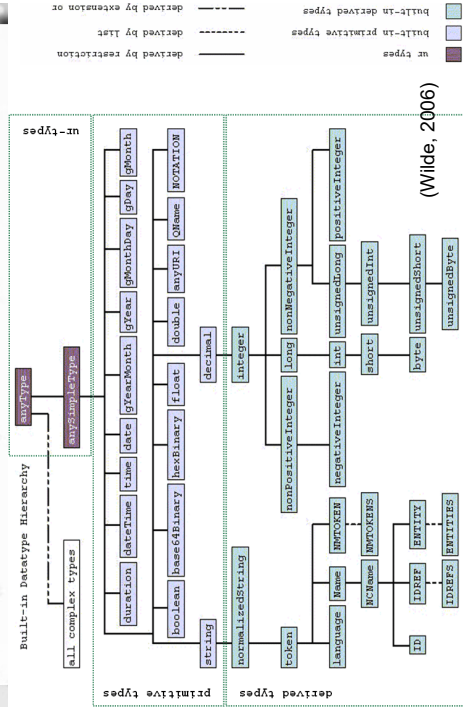 Built-in Datatype Hierarchy
anyType
ur-types
all complex types
anySimpleType
duration
dateTime
time
date
gYearMonth
gYear
gMonthDay
gDay
gMonth
boolean
base64Binary
hexBinary
float
double
anyURI
QName
NOTATION
string
decimal
primitive types
normalizedString
integer
token
nonPositiveInteger
long
nonNegativeInteger
language
Name
NMTOKEN
negativeInteger
int
unsignedLong
positiveInteger
NCName
NMTOKENS
short
unsignedInt
ID
IDREF
ENTITY
byte
unsignedShort
IDREFS
ENTITIES
unsignedByte
derived types
ur types
built-in primitive types
built-in derived types
derived by restriction
derived by list
derived by extension or
(Wilde, 2006)